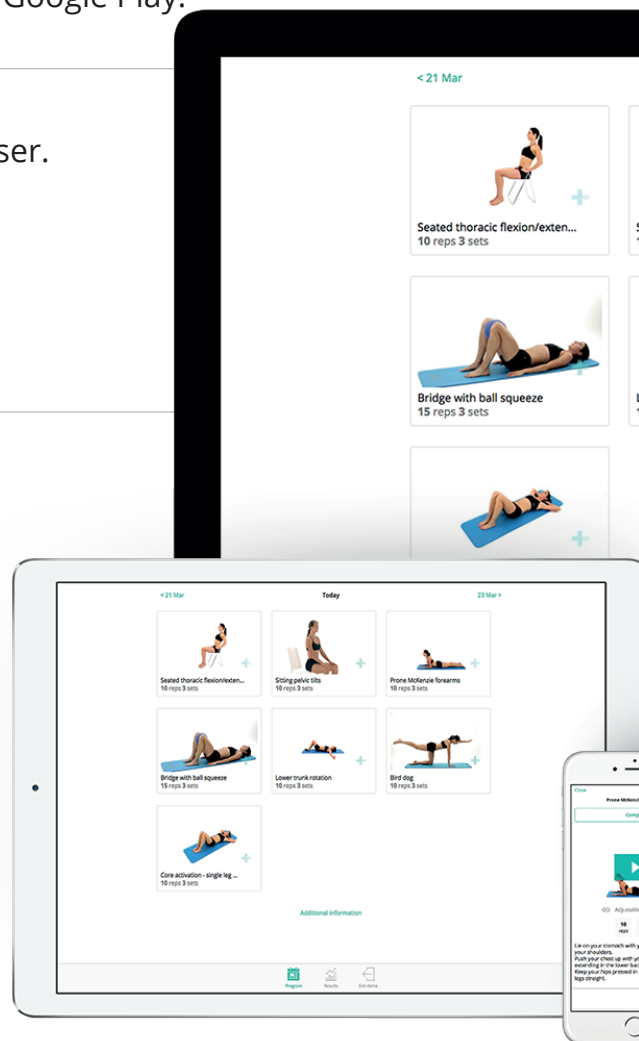 Google Play.
ser.
< 21 Mar
Seated thoracic flexion/exten...
10 reps 3 sets
Bridge with ball squeeze
15 reps 3 sets
< 21 Mar
Today
23 Mar >
Seated thoracic flexion/exten...
10 reps 3 sets
Sitting pelvic tilts
10 reps 3 sets
Prone McKenzie forearms
10 reps 3 sets
Bridge with ball squeeze
15 reps 3 sets
Lower trunk rotation
10 reps 3 sets
Bird dog
10 reps 3 sets
Core activation - single leg ...
10 reps 3 sets
Additional information
Program
Results
Exit demo
Close
Prone McKenzi
Comp
Adjustable
10
reps
Lie on your stomach with y
your shoulders.
Push your chest up with yo
extending in the lower bac
Keep your hips pressed in
legs straight.